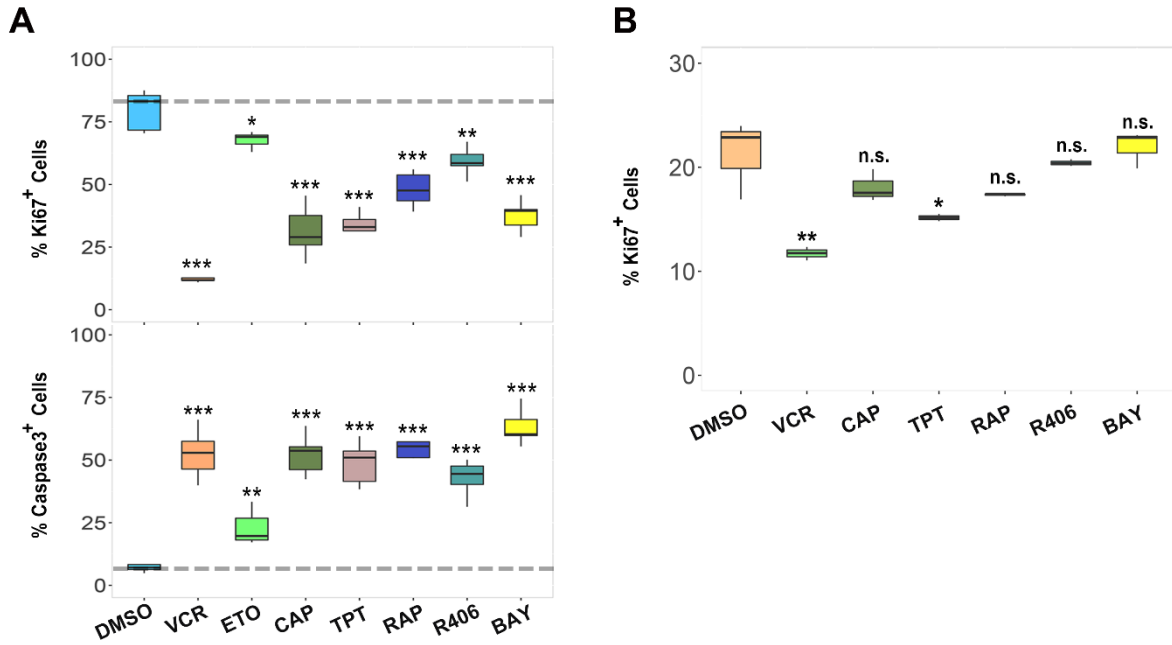 A
% Ki67+ Cells
100
75
50
25
0
***
*
***
***
***
**
***
% Caspase3+ Cells
100
75
50
25
0
***
**
***
***
***
***
***
DMSO VCR ETO CAP TPT RAP R406 BAY
B
% Ki67+ Cells
30
20
10
0
**
n.s.
*
n.s.
n.s.
n.s.
DMSO VCR CAP TPT RAP R406 BAY